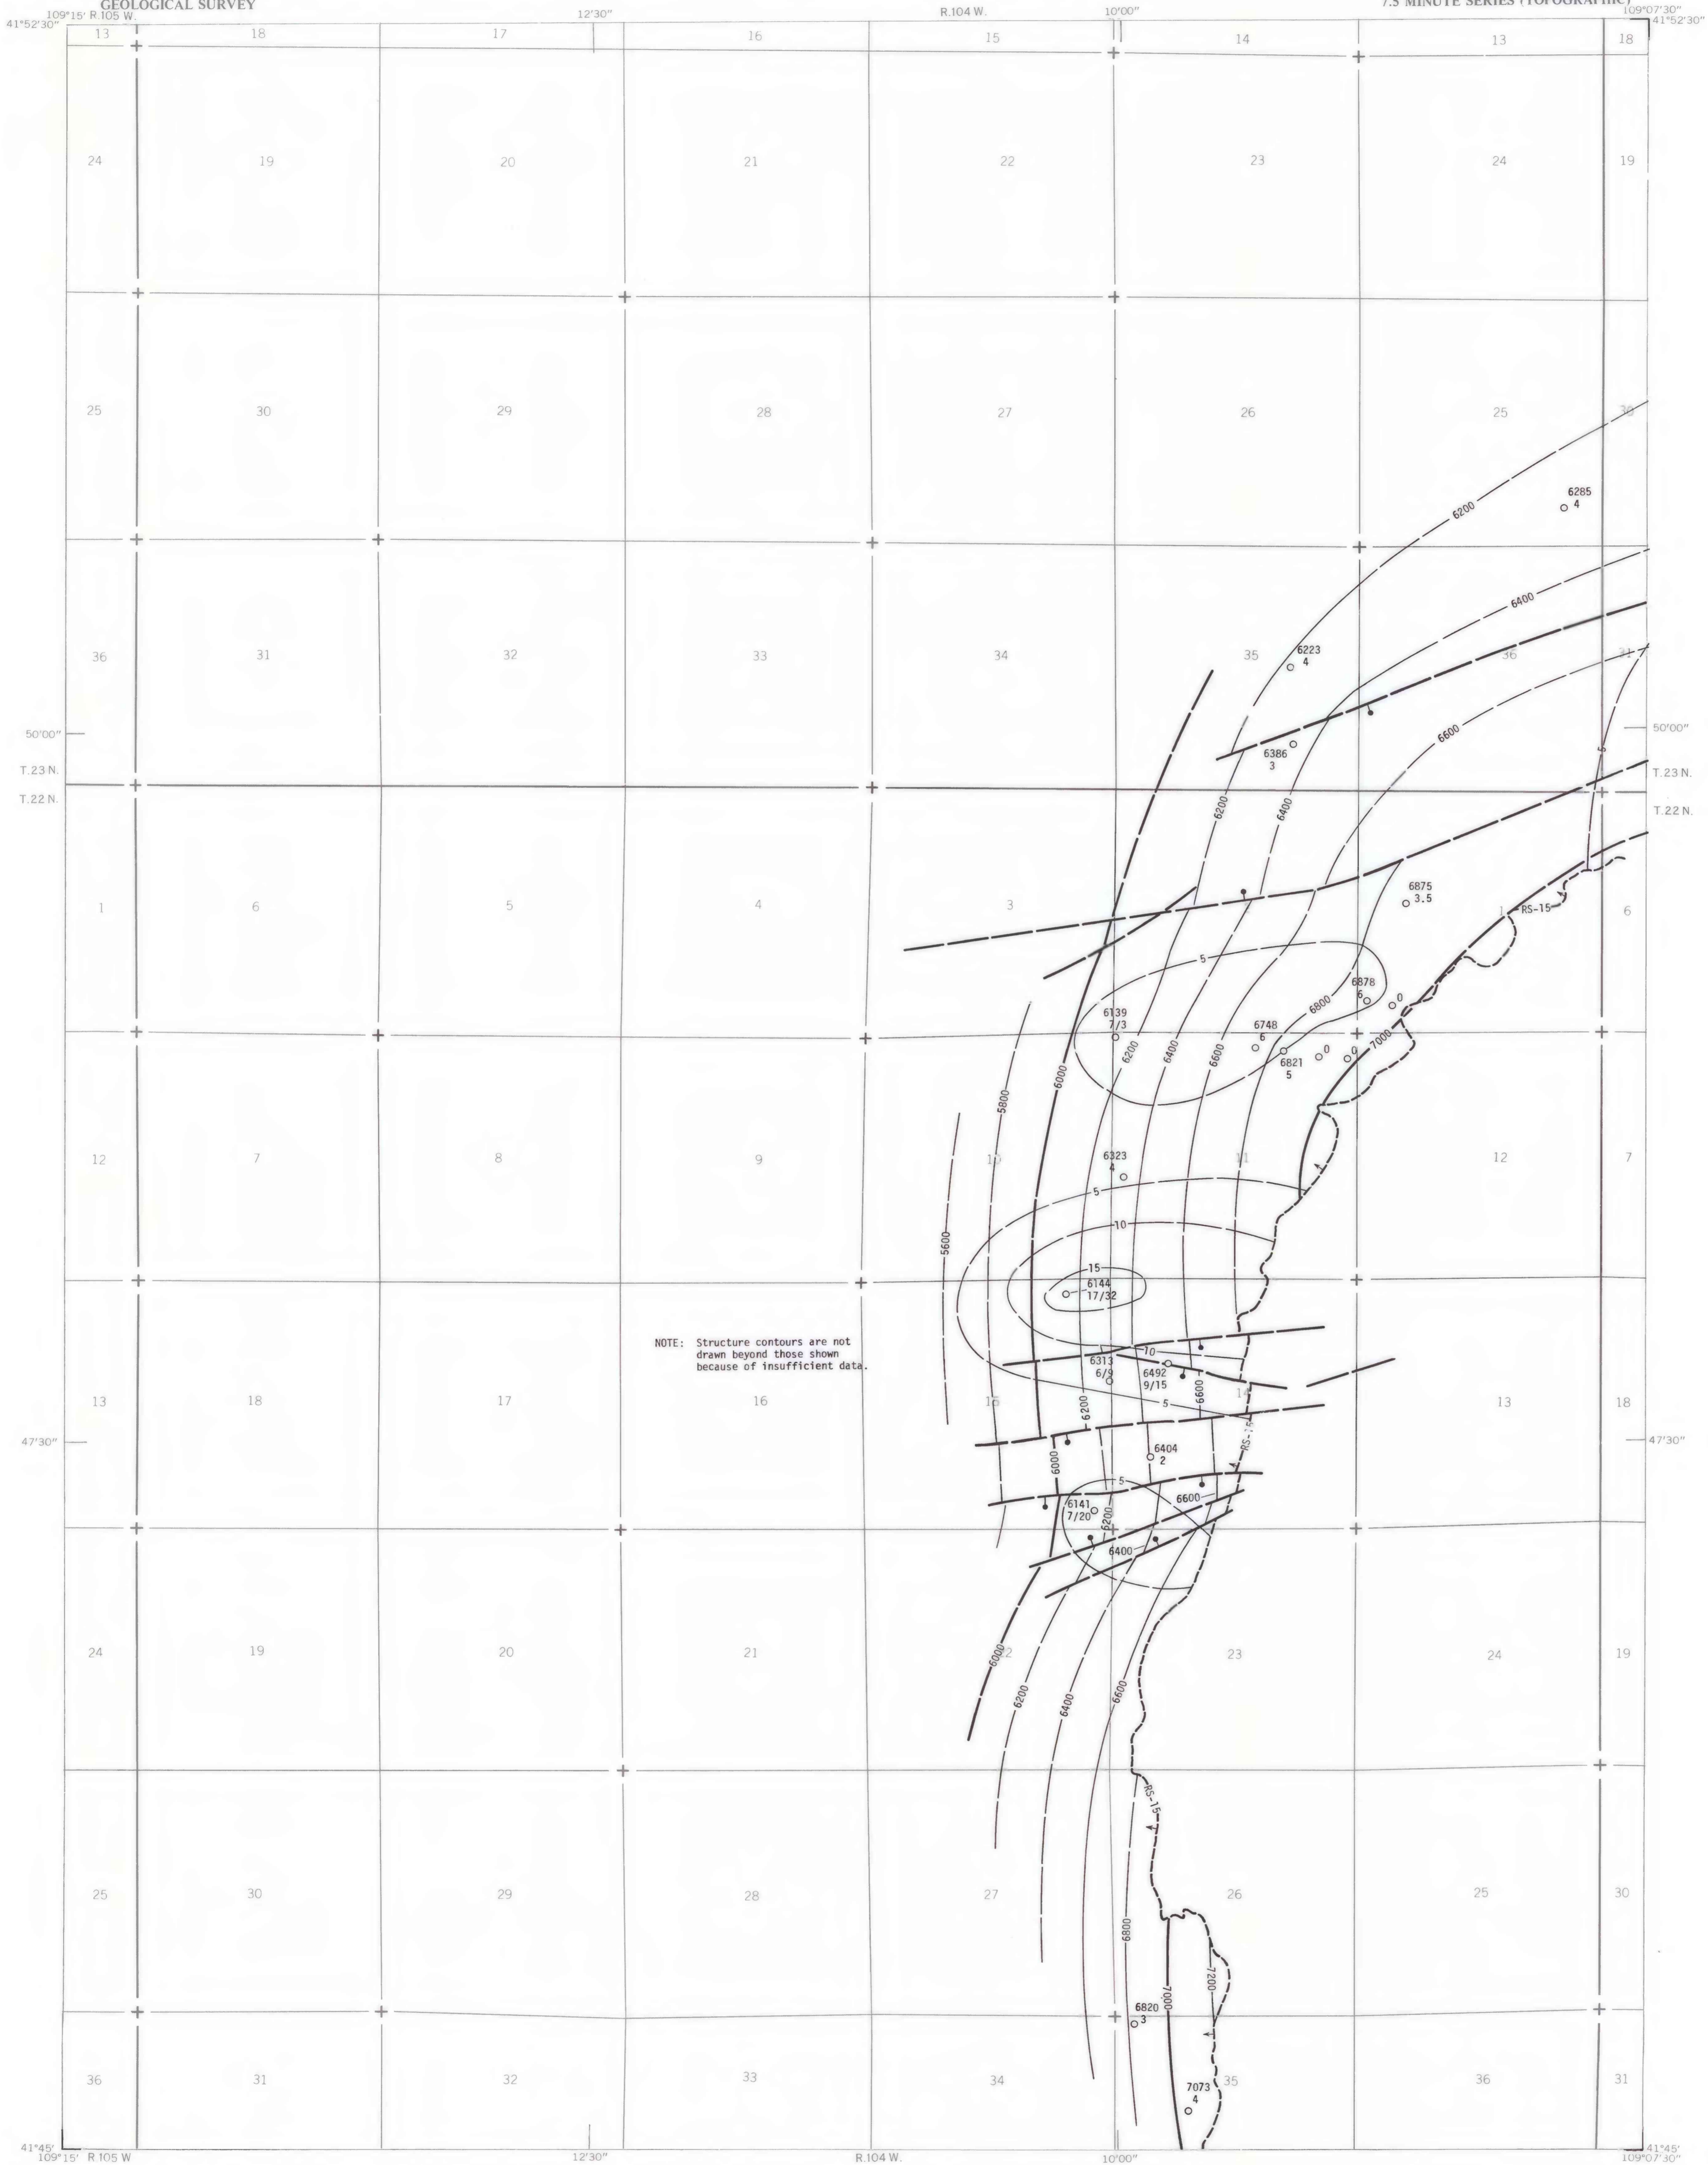 GEOLOGICAL SURVEY
7.5 MINUTE SERIES (TOPOGRAPHIC)
109°15' R.105 W. 12'30" R.104 W. 10'00" 109°07'30"
41°52'30" 41°52'30"
13 18 17 16 15 14 13 18
24 19 20 21 22 23 24 19
25 30 29 28 27 26 25 30
6285
6200 4
6400
36 31 32 33 34 35 36 31
6223
4
50'00" 50'00"
6600
6386
3
5
T.23 N. T.23 N.
T.22 N. T.22 N.
6200 6400
6875
3.5
1 6 5 4 3 1 6
RS-15
5
6878
6 0
6800
6139
7/3
6748
6
7000
6200 6400 6600
6821
5
0 0
6000
5800
12 7 8 9 10 11 12 7
6323
4
5
10
5600
15
6144
17/32
NOTE: Structure contours are not
drawn beyond those shown
because of insufficient data.
10
6313
6/9
6492
9/15
6600
13 18 17 16 15 14 13 18
6200
5
RS-15
47'30" 47'30"
6404
2
6000
5
6600
6141
7/20
6200
6400
24 19 20 21 22 23 24 19
6000
6200 6400 6600
RS-15
25 30 29 28 27 26 25 30
6800
7200
7000
6820
3
36 31 32 33 34 35 36 31
7073
4
41°45' 41°45'
109°15' R 105 W 12'30" R.104 W. 10'00" 109°07'30"